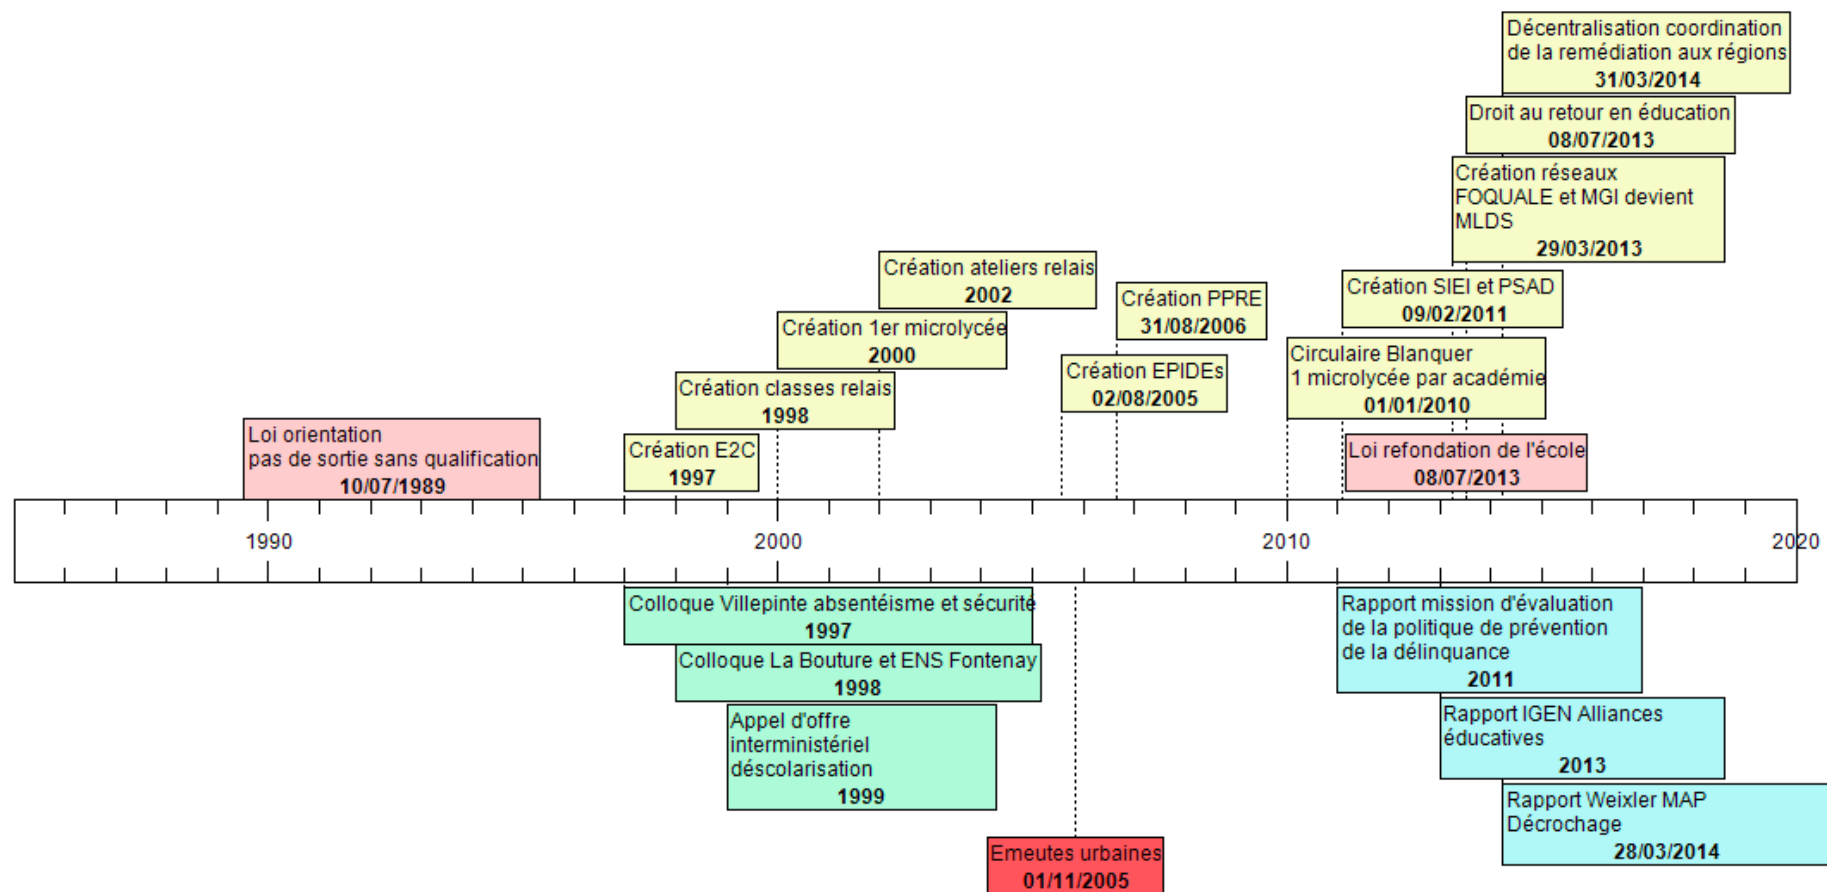 Décentralisation coordination
de la remédiation aux régions
31/03/2014
Droit au retour en éducation
08/07/2013
Création réseaux
FOQUALE et MGI devient
MLDS
29/03/2013
Création ateliers relais
2002
Création PPRE
31/08/2006
Création SIEI et PSAD
09/02/2011
Création 1er microlycée
2000
Création EPIDEs
02/08/2005
Circulaire Blanquer
1 microlycée par académie
01/01/2010
Création classes relais
1998
Loi orientation
pas de sortie sans qualification
10/07/1989
Création E2C
1997
Loi refondation de l'école
08/07/2013
1990
2000
2010
2020
Colloque Villepinte absentéisme et sécurité
1997
Colloque La Bouture et ENS Fontenay
1998
Appel d'offre
interministériel
déscolarisation
1999
Emeutes urbaines
01/11/2005
Rapport mission d'évaluation
de la politique de prévention
de la délinquance
2011
Rapport IGEN Alliances
éducatives
2013
Rapport Weixler MAP
Décrochage
28/03/2014